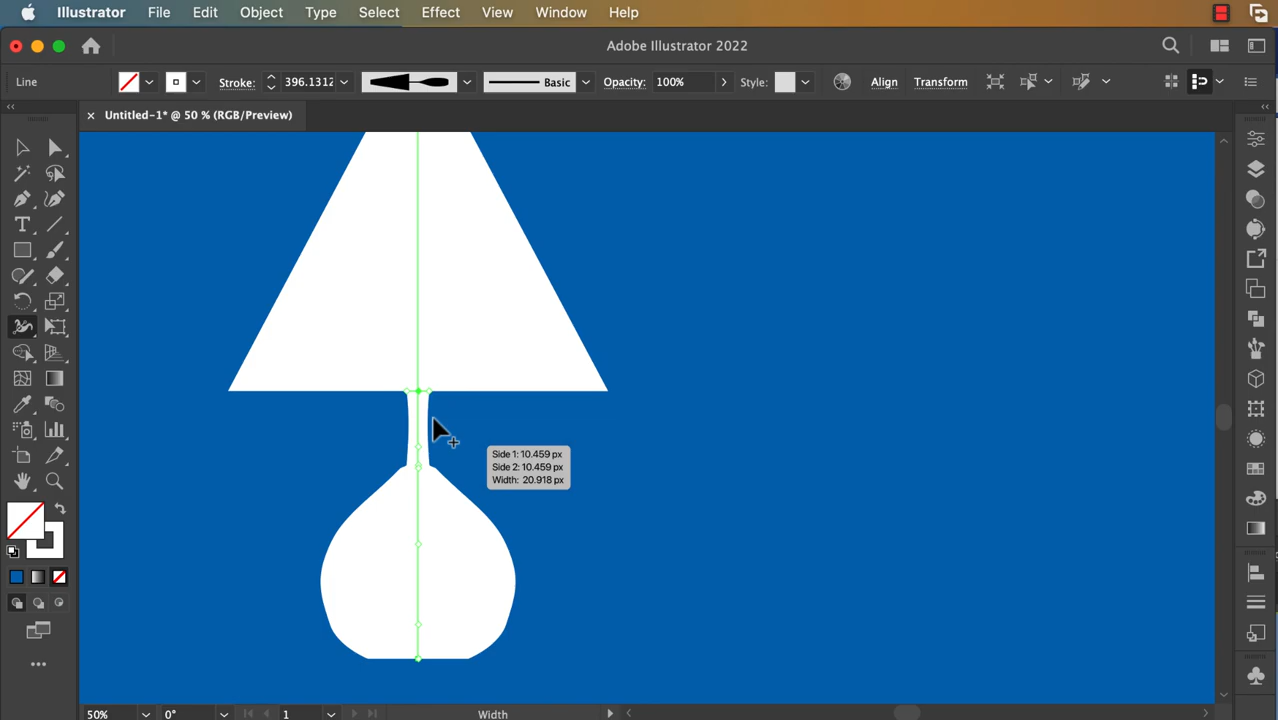 Illustrator File Edit Object Type Select Effect View Window Help
Adobe Illustrator 2022
Line Stroke: 396.1312 Basic Opacity: 100% Style: Align Transform
× Untitled-1* @ 50 % (RGB/Preview)
Side 1: 10.459 px
Side 2: 10.459 px
Width: 20.918 px
50% 0° 1 Width